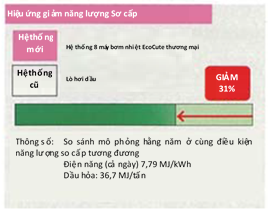 Hiệu ứng giảm năng lượng Sơ cấp
Hệ thống
mới
Hệ thống 8 máy bơm nhiệt EcoCute thương mại
Hệ thống
cũ
Lò hơi dầu
GIẢM
31%
Thông số: So sánh mô phỏng hằng năm ở cùng điều kiện
năng lượng sơ cấp tương đương
Điện năng (cả ngày) 7,79 MJ/kWh
Dầu hỏa: 36,7 MJ/tấn